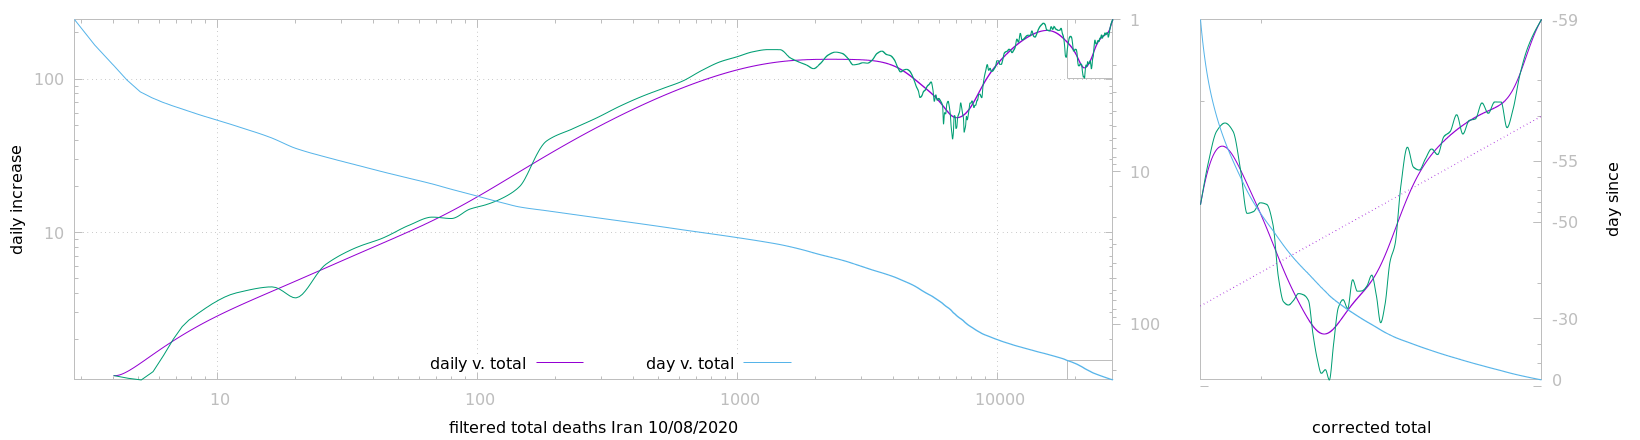 daily increase
100
10
daily v. total
day v. total
10
100
1000
10000
filtered total deaths Iran 10/08/2020
1
10
100
-59
-55
-50
-30
0
day since
corrected total